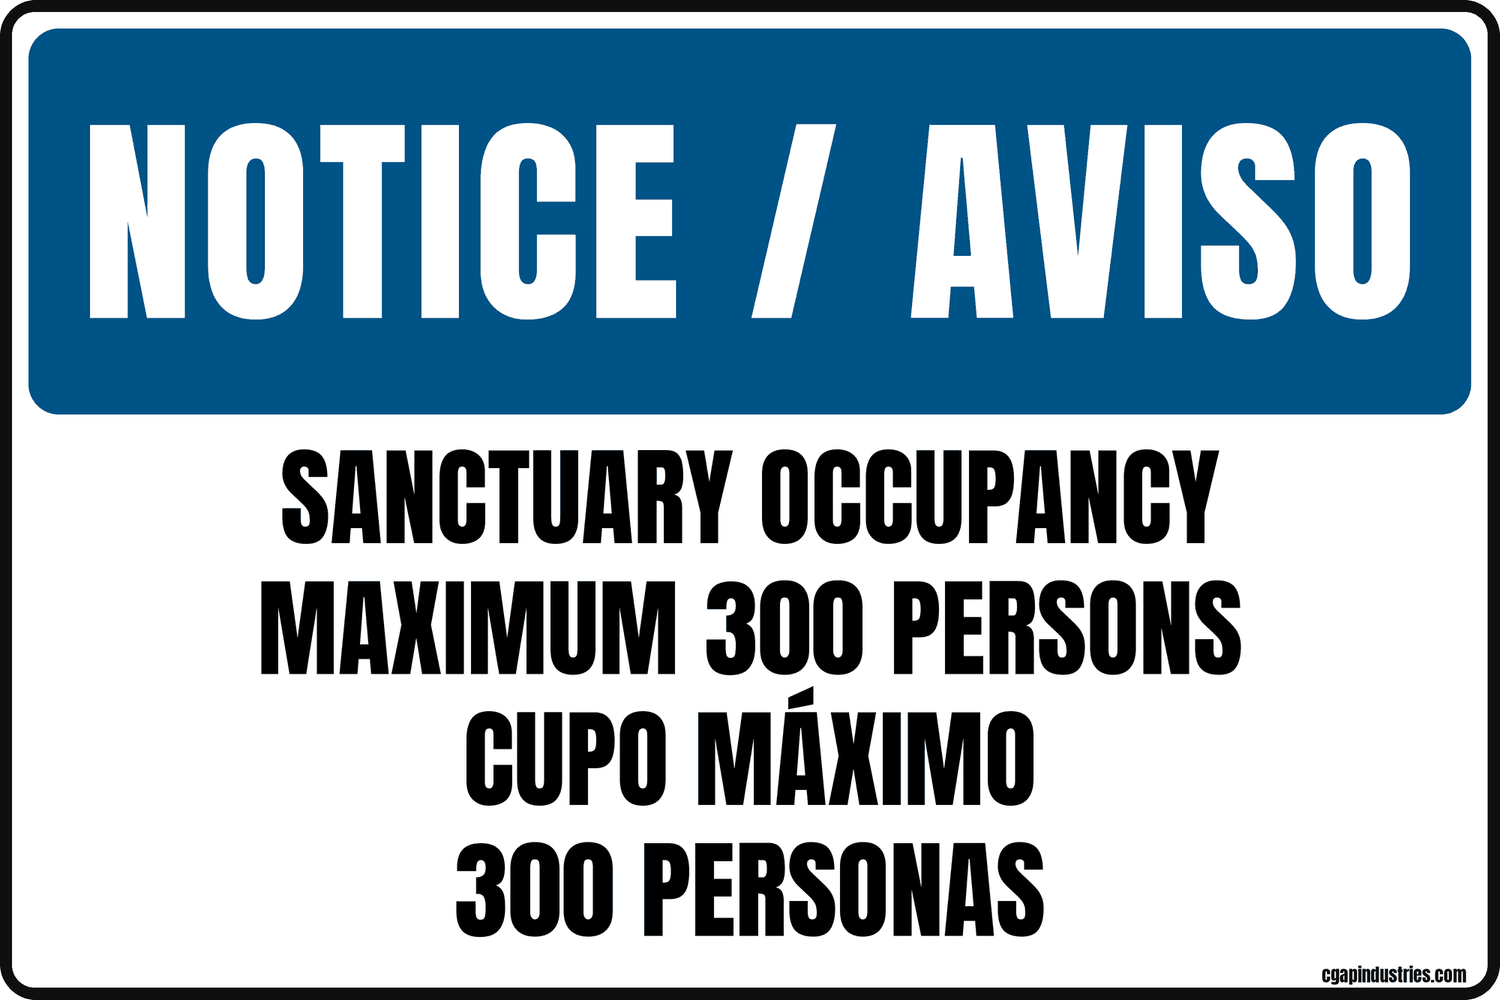 NOTICE / AVISO
SANCTUARY OCCUPANCY
MAXIMUM 300 PERSONS
CUPO MÁXIMO
300 PERSONAS
cgapindustries.com